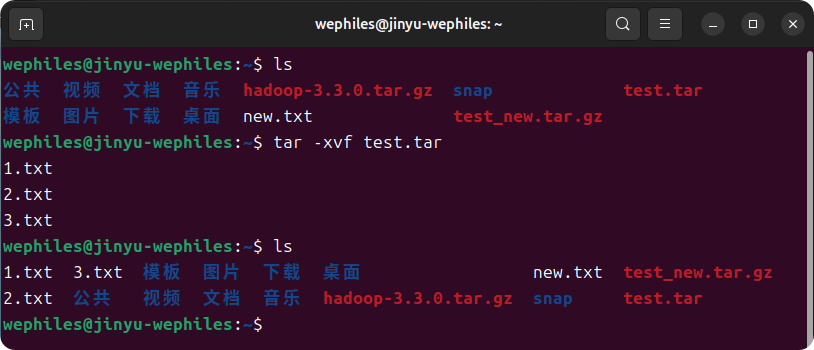 wephiles@jinyu-wephiles: ~
wephiles@jinyu-wephiles:~$ ls
公共 视频 文档 音乐 hadoop-3.3.0.tar.gz snap test.tar
模板 图片 下载 桌面 new.txt test_new.tar.gz
wephiles@jinyu-wephiles:~$ tar -xvf test.tar
1.txt
2.txt
3.txt
wephiles@jinyu-wephiles:~$ ls
1.txt 3.txt 模板 图片 下载 桌面 new.txt test_new.tar.gz
2.txt 公共 视频 文档 音乐 hadoop-3.3.0.tar.gz snap test.tar
wephiles@jinyu-wephiles:~$